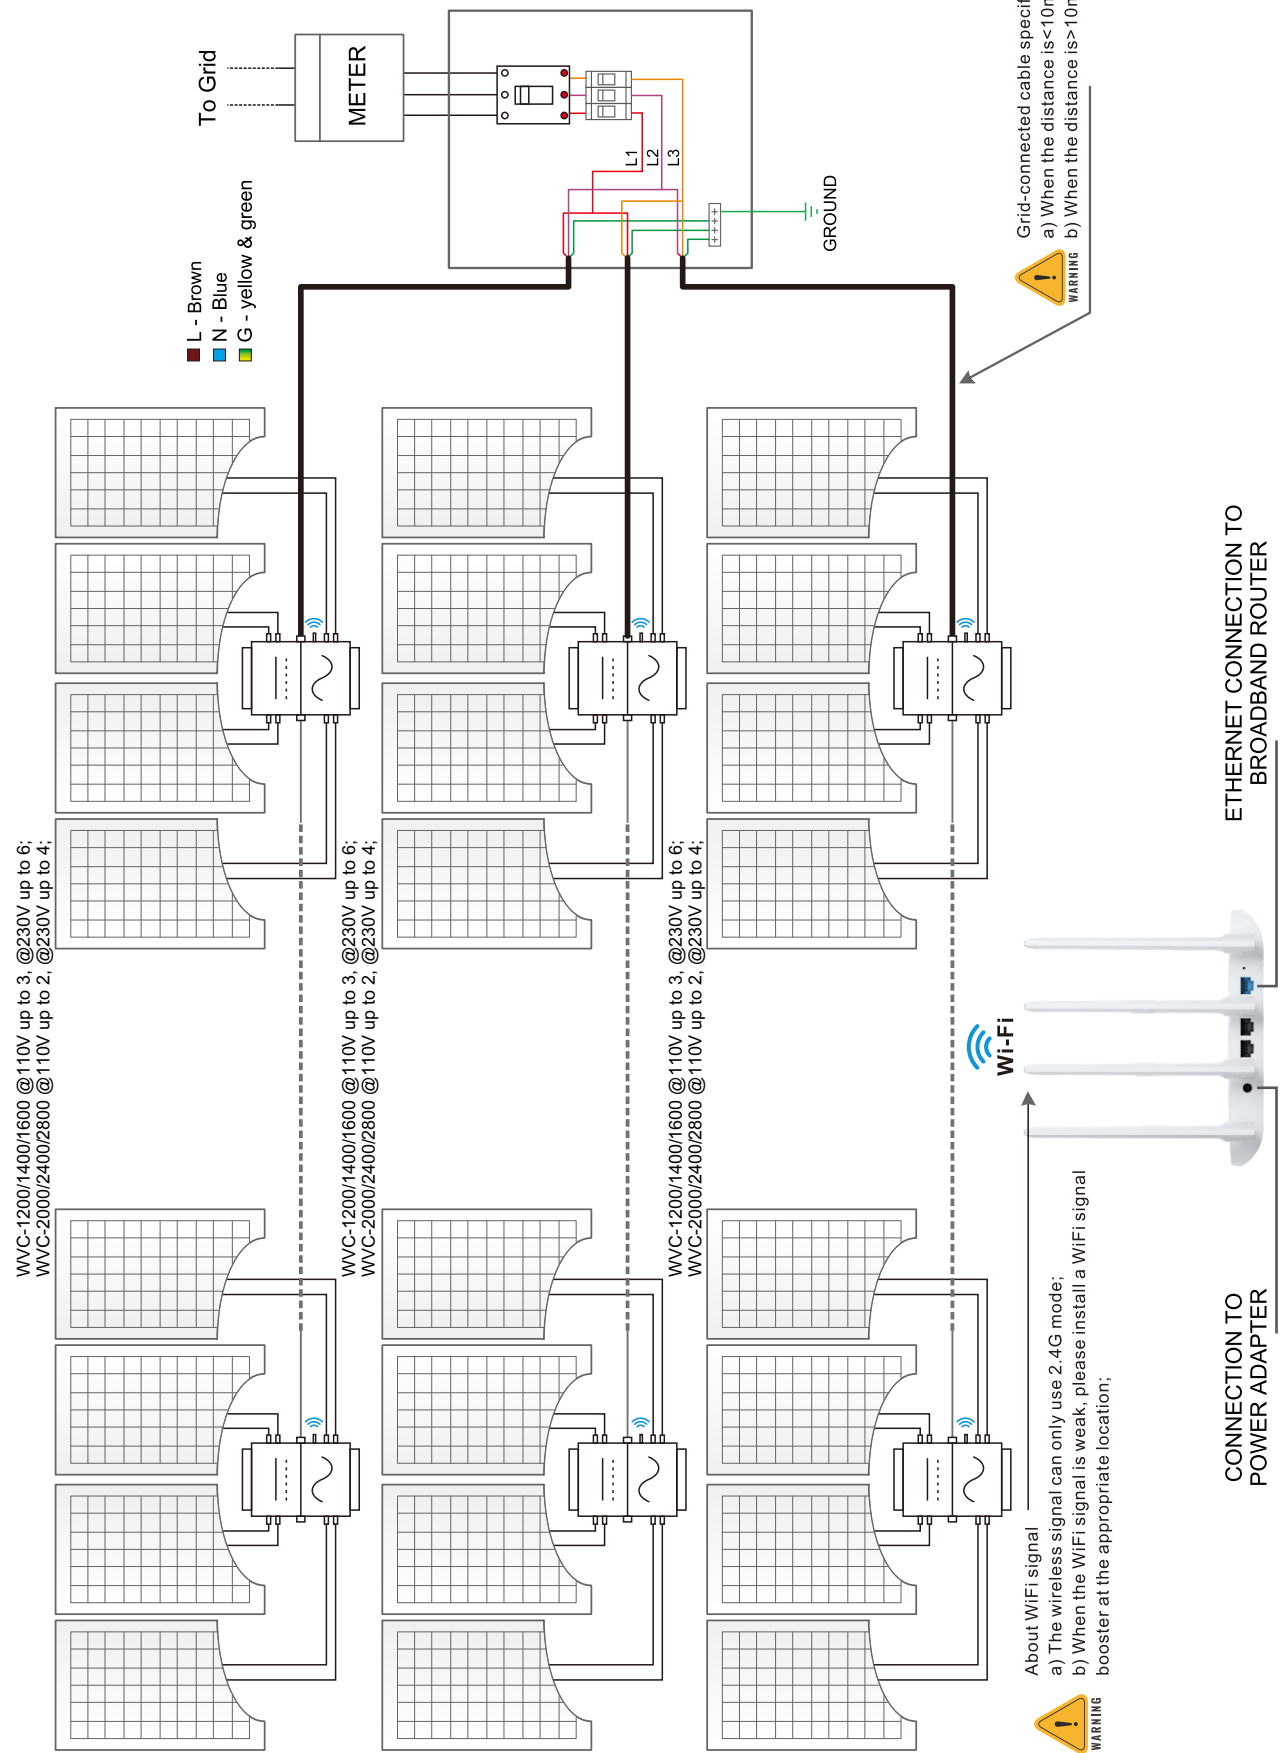 To Grid
METER
L1
L2
L3
GROUND
L - Brown
N - Blue
G - yellow & green
WVC-1200/1400/1600 @110V up to 3, @230V up to 6;
WVC-2000/2400/2800 @110V up to 2, @230V up to 4;
WVC-1200/1400/1600 @110V up to 3, @230V up to 6;
WVC-2000/2400/2800 @110V up to 2, @230V up to 4;
WVC-1200/1400/1600 @110V up to 3, @230V up to 6;
WVC-2000/2400/2800 @110V up to 2, @230V up to 4;
WARNING
Grid-connected cable
a) When the distance is<10
b) When the distance is>10
Wi-Fi
WARNING
About WiFi signal
a) The wireless signal can only use 2.4G mode;
b) When the WiFi signal is weak, please install a WiFi signal
booster at the appropriate location;
CONNECTION TO
POWER ADAPTER
ETHERNET CONNECTION TO
BROADBAND ROUTER